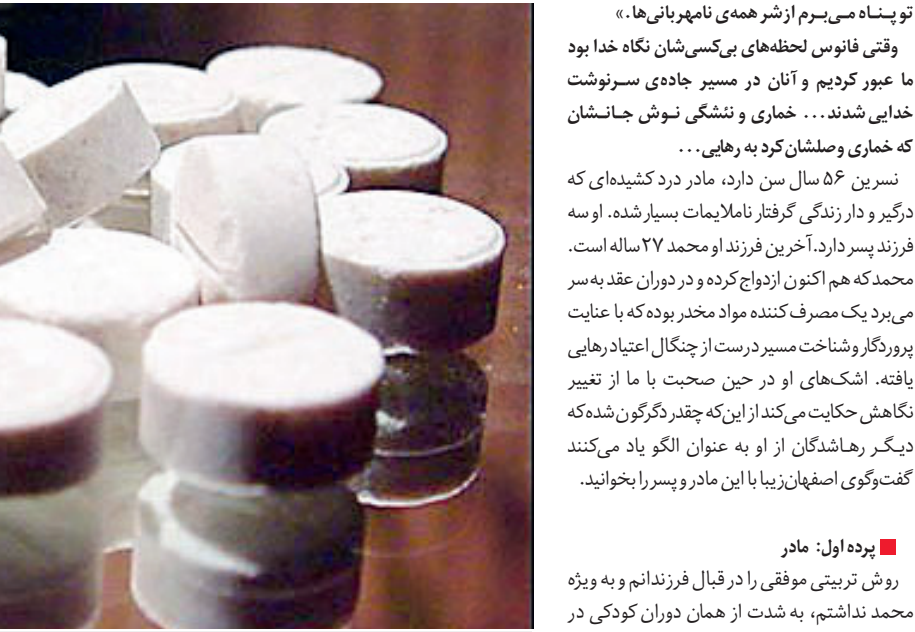 تو پناه می‌برم از شر همه‌ی نامهربانی‌ها.»
وقتی فانوس لحظه‌های بی‌کسی‌شان نگاه خدا بود
ما عبور کردیم و آنان در مسیر جاده‌ی سرنوشت
خدایی شدند... خماری و نئشگی نوش جانشان
که خماری وصلشان کرد به رهایی...
نسرین ۵۶ سال سن دارد، مادر درد کشیده‌ای که
درگیر و دار زندگی گرفتار ناملایمات بسیار شده. او سه
فرزند پسر دارد. آخرین فرزند او محمد ۲۷ ساله است.
محمد که هم اکنون ازدواج کرده و در دوران عقد به‌سر
می‌برد یک مصرف کننده مواد مخدر بوده که با عنایت
پروردگار و شناخت مسیر درست از چنگال اعتیاد رهایی
یافته. اشک‌های او در حین صحبت با ما از تغییر
نگاهش حکایت می‌کند از این‌که چقدر دگرگون شده که
دیگر رهاشدگان از او به عنوان الگو یاد می‌کنند
گفت‌وگوی اصفهان‌زیبا با این مادر و پسر را بخوانید.
پرده اول: مادر
روش تربیتی موفقی را در قبال فرزندانم و به ویژه
محمد نداشتم، به شدت از همان دوران کودکی در